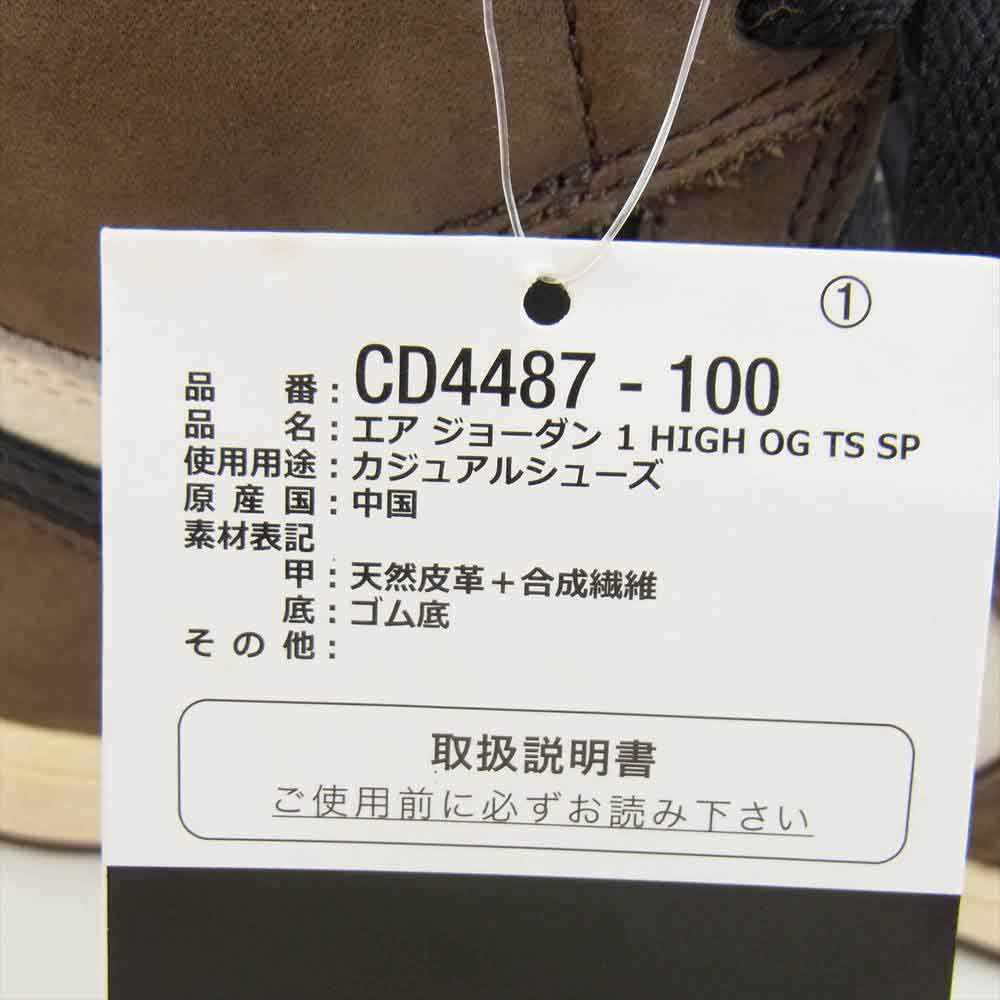 ①
品番：CD4487 - 100
品名：エア ジョーダン 1 HIGH OG TS SP
使用用途：カジュアルシューズ
原産国：中国
素材表記
甲：天然皮革＋合成繊維
底：ゴム底
その他：
取扱説明書
ご使用前に必ずお読み下さい